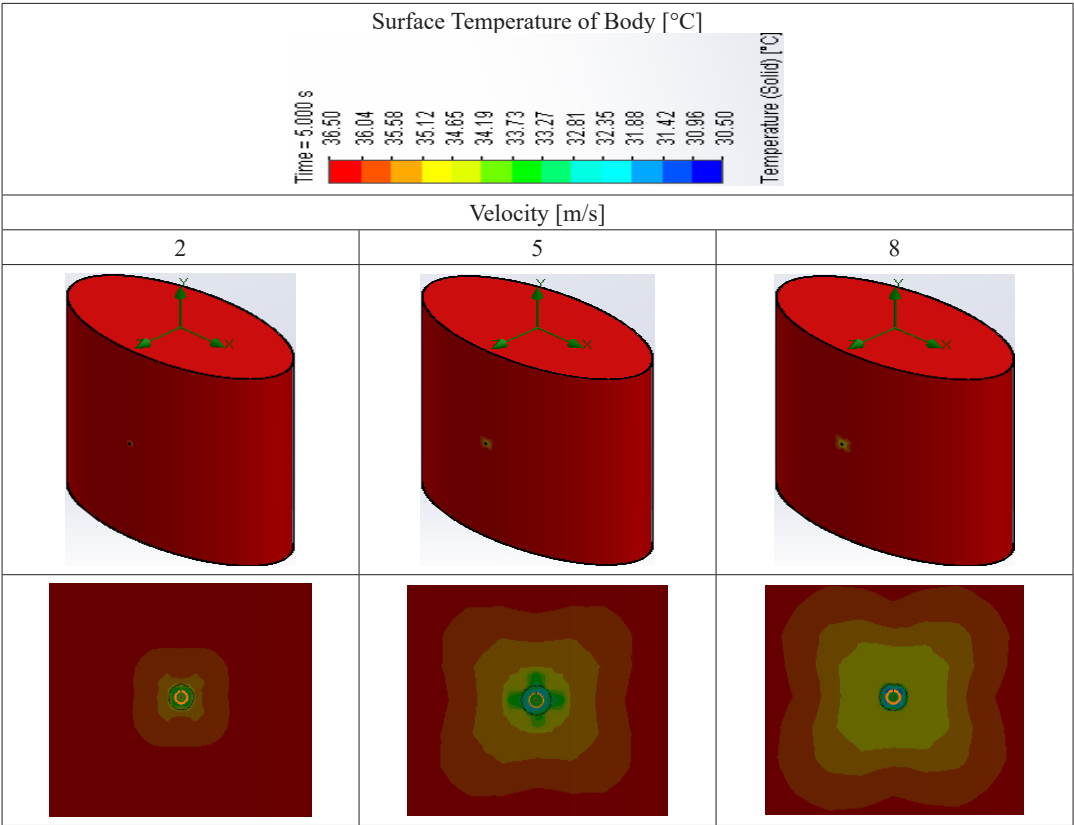 Surface Temperature of Body [°C]
Time = 5.000 s
36.50
36.04
35.58
35.12
34.65
34.19
33.73
33.27
32.81
32.35
31.88
31.42
30.96
30.50
Temperature (Solid) [°C]
Velocity [m/s]
2 5 8
Y Y Y
Z X Z X Z X